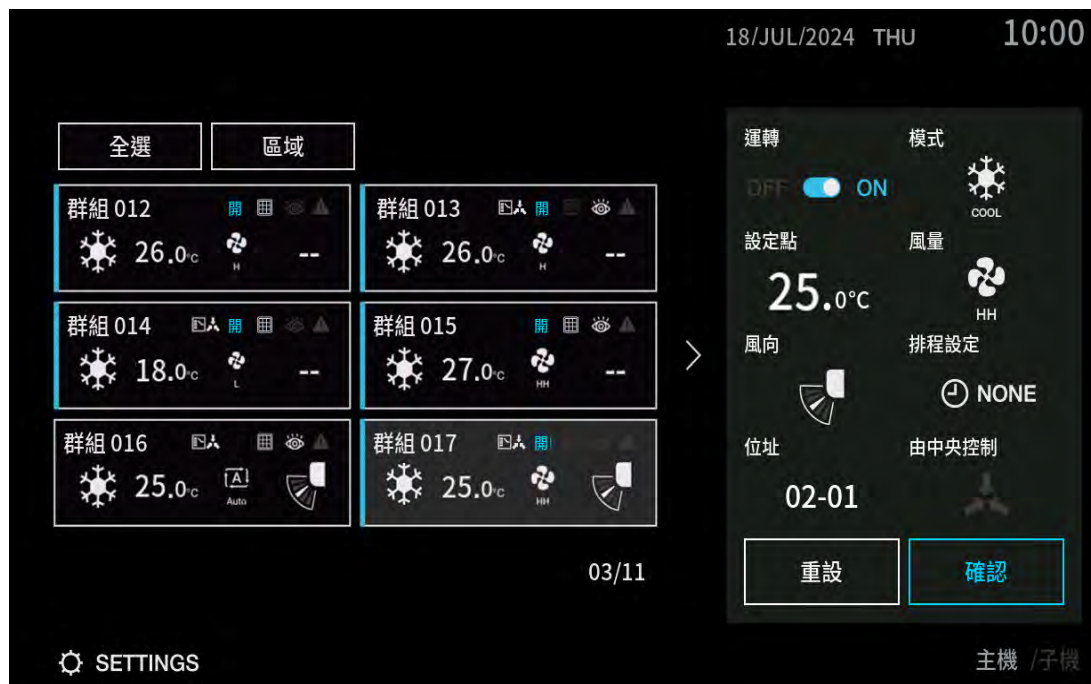 18/JUL/2024 THU 10:00
全選 區域
群組 012 開
26.0°C H --
群組 013 開
26.0°C H --
群組 014 開
18.0°C L --
群組 015 開
27.0°C HH --
群組 016
25.0°C A Auto
群組 017 開
25.0°C HH
03/11
運轉 模式
OFF ON COOL
設定點 風量
25.0°C HH
風向 排程設定
NONE
位址 由中央控制
02-01
重設 確認
SETTINGS
主機 /子機